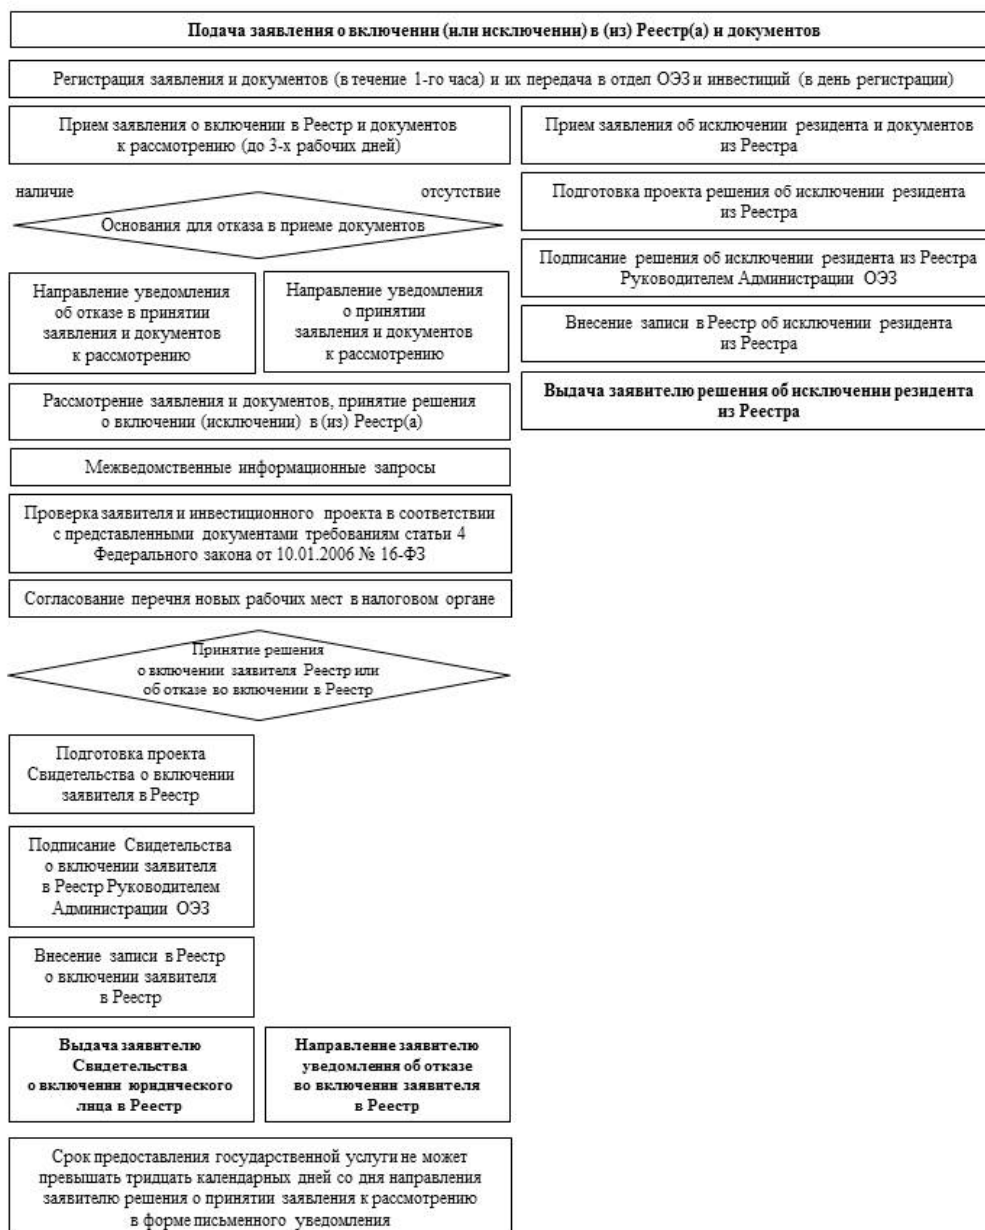 Подача заявления о включении (или исключении) в (из) Реестр(а) и документов
Регистрация заявления и документов (в течение 1-го часа) и их передача в отдел ОЭЗ и инвестиций (в день регистрации)
Прием заявления о включении в Реестр и документов
к рассмотрению (до 3-х рабочих дней)
наличие
отсутствие
Основания для отказа в приеме документов
Направление уведомления
об отказе в принятии
заявления и документов
к рассмотрению
Направление уведомления
о принятии
заявления и документов
к рассмотрению
Рассмотрение заявления и документов, принятие решения
о включении (исключении) в (из) Реестр(а)
Межведомственные информационные запросы
Проверка заявителя и инвестиционного проекта в соответствии
с представленными документами требованиям статьи 4
Федерального закона от 10.01.2006 № 16-ФЗ
Согласование перечня новых рабочих мест в налоговом органе
Принятие решения
о включении заявителя Реестр или
об отказе во включении в Реестр
Подготовка проекта
Свидетельства о включении
заявителя в Реестр
Подписание Свидетельства
о включении заявителя
в Реестр Руководителем
Администрации ОЭЗ
Внесение записи в Реестр
о включении заявителя
в Реестр
Выдача заявителю
Свидетельства
о включении юридического
лица в Реестр
Направление заявителю
уведомления об отказе
во включении заявителя
в Реестр
Срок предоставления государственной услуги не может
превышать тридцать календарных дней со дня направления
заявителю решения о принятии заявления к рассмотрению
в форме письменного уведомления
Прием заявления об исключении резидента и документов
из Реестра
Подготовка проекта решения об исключении резидента
из Реестра
Подписание решения об исключении резидента из Реестра
Руководителем Администрации ОЭЗ
Внесение записи в Реестр об исключении резидента
из Реестра
Выдача заявителю решения об исключении резидента
из Реестра